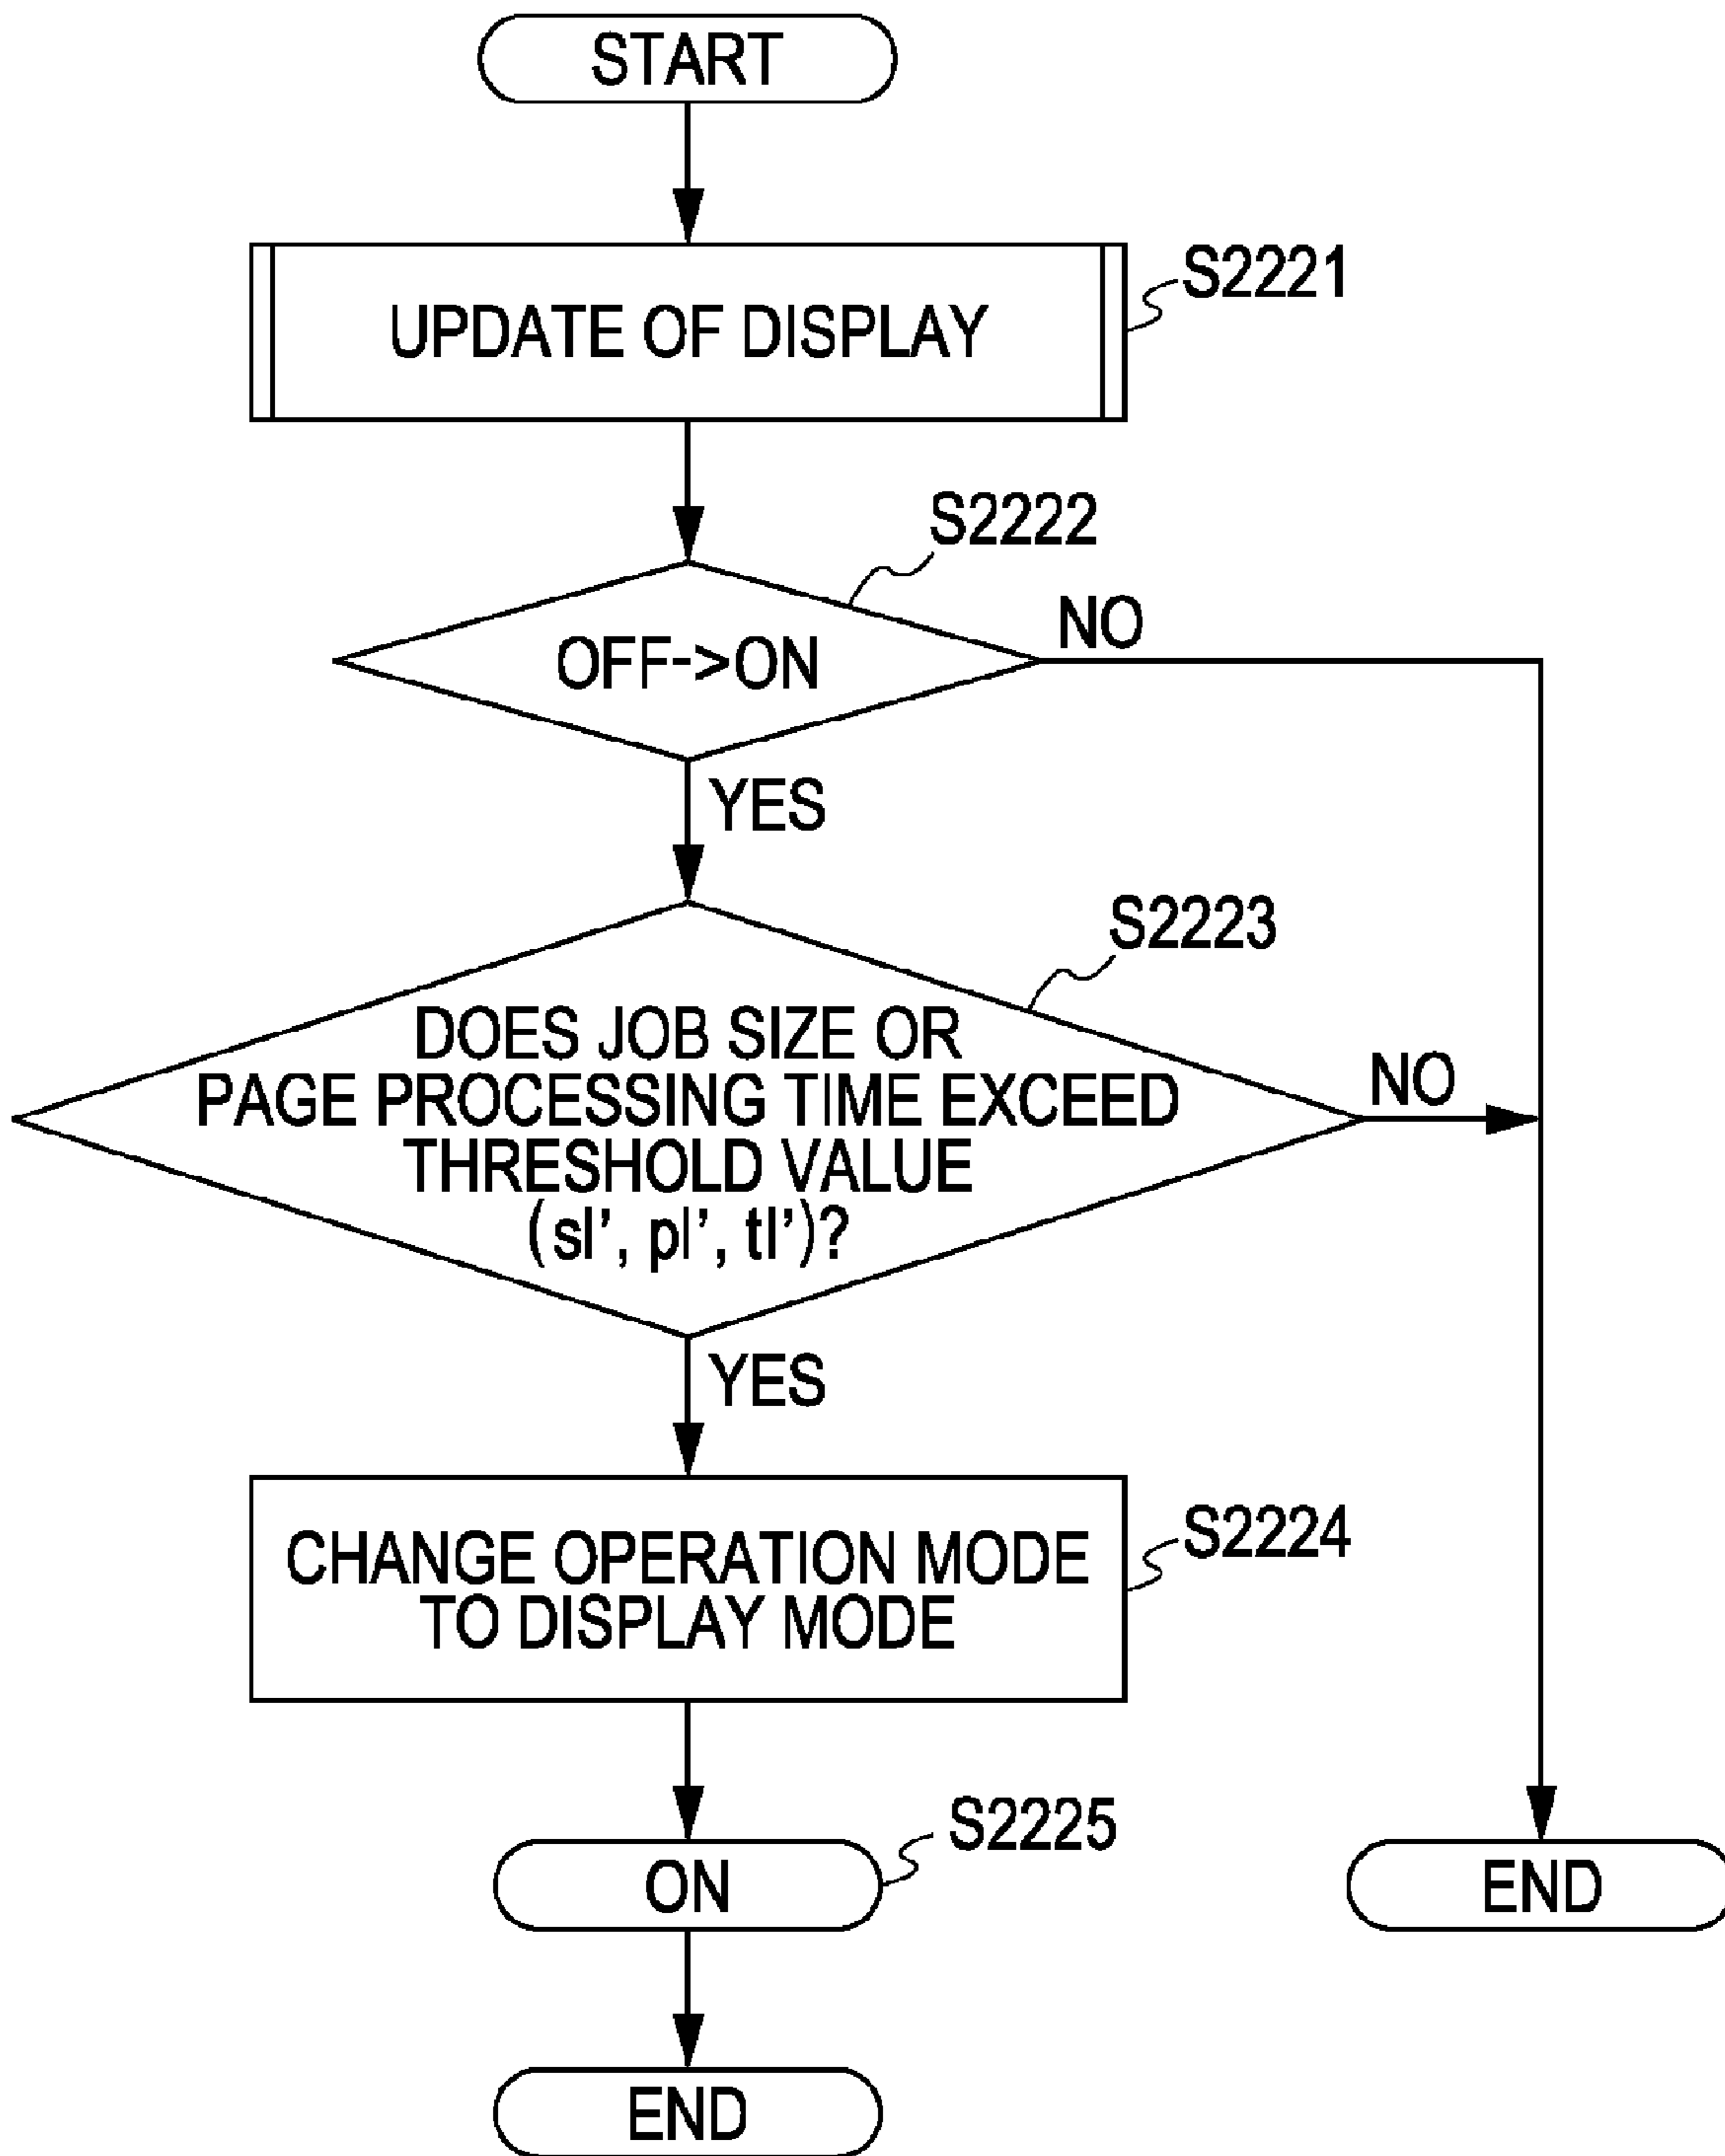 START
UPDATE OF DISPLAY
S2221
S2222
OFF->ON
NO
YES
S2223
DOES JOB SIZE OR
PAGE PROCESSING TIME EXCEED
THRESHOLD VALUE
(sl’, pl’, tl’)?
NO
YES
CHANGE OPERATION MODE
TO DISPLAY MODE
S2224
ON
S2225
END
END